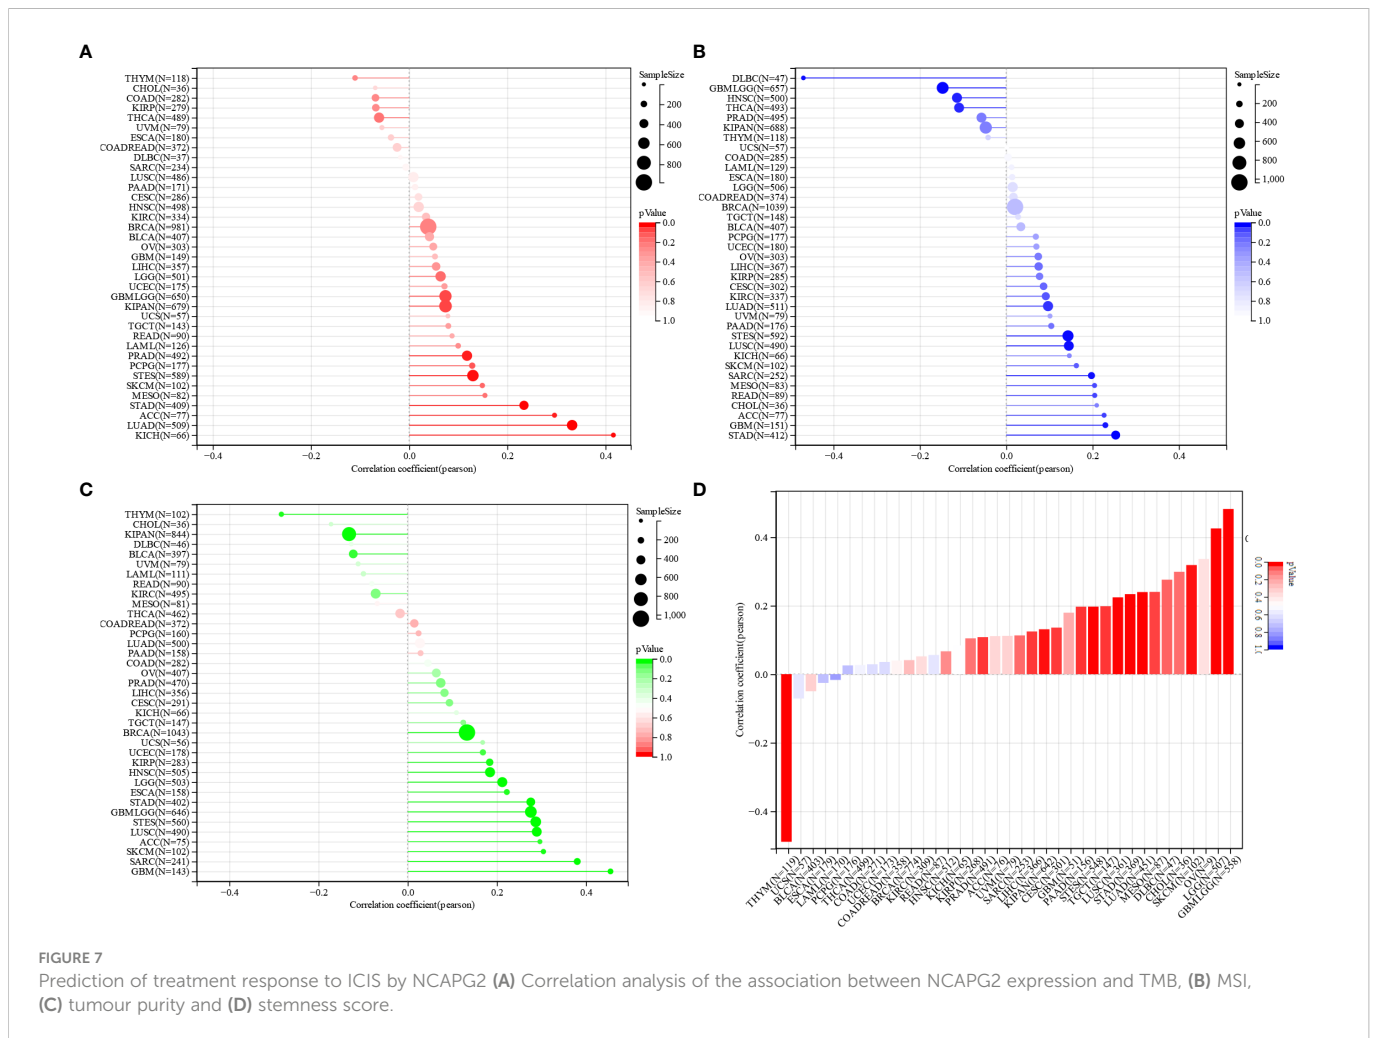 A
THYM(N=118)
CHOL(N=36)
COAD(N=282)
KIRP(N=279)
THCA(N=489)
UVM(N=79)
ESCA(N=180)
COADREAD(N=372)
DLBC(N=37)
SARC(N=234)
LUSC(N=486)
PAAD(N=171)
CESC(N=286)
HNSC(N=498)
KIRC(N=334)
BRCA(N=981)
BLCA(N=407)
OV(N=303)
GBM(N=149)
LIHC(N=357)
LGG(N=501)
UCEC(N=175)
GBMLGG(N=650)
KIPAN(N=679)
UCS(N=57)
TGCT(N=143)
READ(N=90)
LAML(N=126)
PRAD(N=492)
PCPG(N=177)
STES(N=589)
SKCM(N=102)
MESO(N=82)
STAD(N=409)
ACC(N=77)
LUAD(N=509)
KICH(N=66)
−0.4 −0.2 0.0 0.2 0.4
Correlation coefficient(pearson)
SampleSize
200
400
600
800
pValue
0.0
0.2
0.4
0.6
0.8
1.0
B
DLBC(N=47)
GBMLGG(N=657)
HNSC(N=500)
THCA(N=493)
PRAD(N=495)
KIPAN(N=688)
THYM(N=118)
UCS(N=57)
COAD(N=285)
LAML(N=129)
ESCA(N=180)
LGG(N=506)
COADREAD(N=374)
BRCA(N=1039)
TGCT(N=148)
BLCA(N=407)
PCPG(N=177)
UCEC(N=180)
OV(N=303)
LIHC(N=367)
KIRP(N=285)
CESC(N=302)
KIRC(N=337)
LUAD(N=511)
UVM(N=79)
PAAD(N=176)
STES(N=592)
LUSC(N=490)
KICH(N=66)
SKCM(N=102)
SARC(N=252)
MESO(N=83)
READ(N=89)
CHOL(N=36)
ACC(N=77)
GBM(N=151)
STAD(N=412)
−0.4 −0.2 0.0 0.2 0.4
Correlation coefficient(pearson)
SampleSize
200
400
600
800
1,000
pValue
0.0
0.2
0.4
0.6
0.8
1.0
C
THYM(N=102)
CHOL(N=36)
KIPAN(N=844)
DLBC(N=46)
BLCA(N=397)
UVM(N=79)
LAML(N=111)
READ(N=90)
KIRC(N=495)
MESO(N=81)
THCA(N=462)
COADREAD(N=372)
PCPG(N=160)
LUAD(N=500)
PAAD(N=158)
COAD(N=282)
OV(N=407)
PRAD(N=470)
LIHC(N=356)
CESC(N=291)
KICH(N=66)
TGCT(N=147)
BRCA(N=1043)
UCS(N=56)
UCEC(N=178)
KIRP(N=283)
HNSC(N=505)
LGG(N=503)
ESCA(N=158)
STAD(N=402)
GBMLGG(N=646)
STES(N=560)
LUSC(N=490)
ACC(N=75)
SKCM(N=102)
SARC(N=241)
GBM(N=143)
−0.4 −0.2 0.0 0.2 0.4
Correlation coefficient(pearson)
SampleSize
200
400
600
800
1,000
pValue
0.0
0.2
0.4
0.6
0.8
1.0
D
Correlation coefficient(pearson)
0.4
0.2
0.0
−0.2
−0.4
THYM(N=119)
UCS(N=57)
BLCA(N=403)
pValue
0.0
0.2
0.4
0.6
0.8
FIGURE 7
Prediction of treatment response to ICIS by NCAPG2 (A) Correlation analysis of the association between NCAPG2 expression and TMB, (B) MSI,
(C) tumour purity and (D) stemness score.